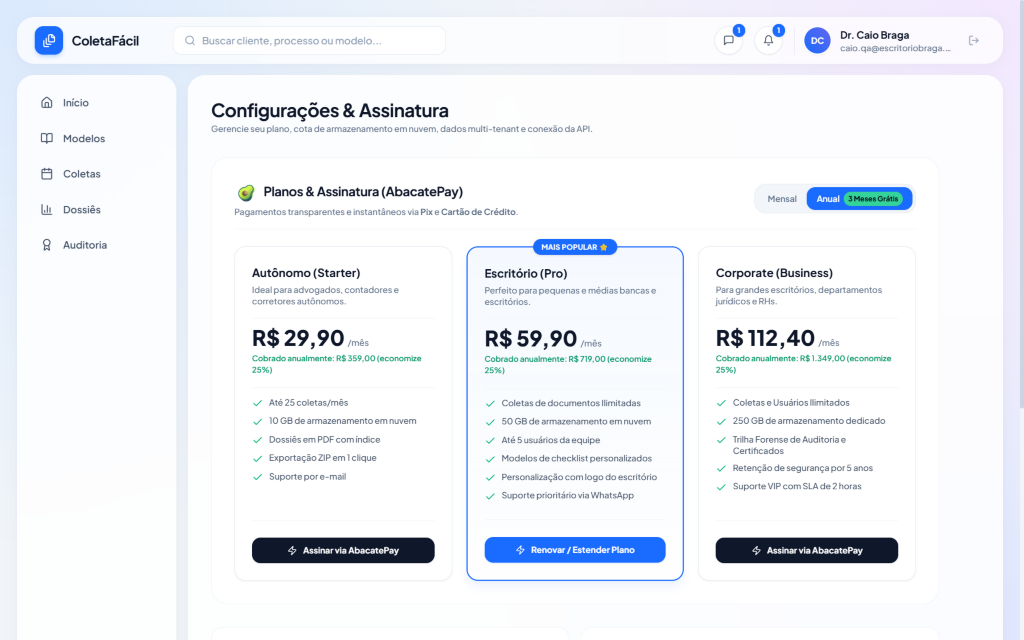 ColetaFácil
Buscar cliente, processo ou modelo...
1
1
DC
Dr. Caio Braga
caio.qa@escritoriobraga....
Início
Modelos
Coletas
Dossiês
Auditoria
Configurações & Assinatura
Gerencie seu plano, cota de armazenamento em nuvem, dados multi-tenant e conexão da API.
Planos & Assinatura (AbacatePay)
Pagamentos transparentes e instantâneos via Pix e Cartão de Crédito.
Mensal
Anual 3 Meses Grátis
Autônomo (Starter)
Ideal para advogados, contadores e
corretores autônomos.
R$ 29,90 /mês
Cobrado anualmente: R$ 359,00 (economize
25%)
Até 25 coletas/mês
10 GB de armazenamento em nuvem
Dossiês em PDF com índice
Exportação ZIP em 1 clique
Suporte por e-mail
Assinar via AbacatePay
MAIS POPULAR
Escritório (Pro)
Perfeito para pequenas e médias bancas e
escritórios.
R$ 59,90 /mês
Cobrado anualmente: R$ 719,00 (economize
25%)
Coletas de documentos Ilimitadas
50 GB de armazenamento em nuvem
Até 5 usuários da equipe
Modelos de checklist personalizados
Personalização com logo do escritório
Suporte prioritário via WhatsApp
Renovar / Estender Plano
Corporate (Business)
Para grandes escritórios, departamentos
jurídicos e RHs.
R$ 112,40 /mês
Cobrado anualmente: R$ 1.349,00 (economize
25%)
Coletas e Usuários Ilimitados
250 GB de armazenamento dedicado
Trilha Forense de Auditoria e
Certificados
Retenção de segurança por 5 anos
Suporte VIP com SLA de 2 horas
Assinar via AbacatePay